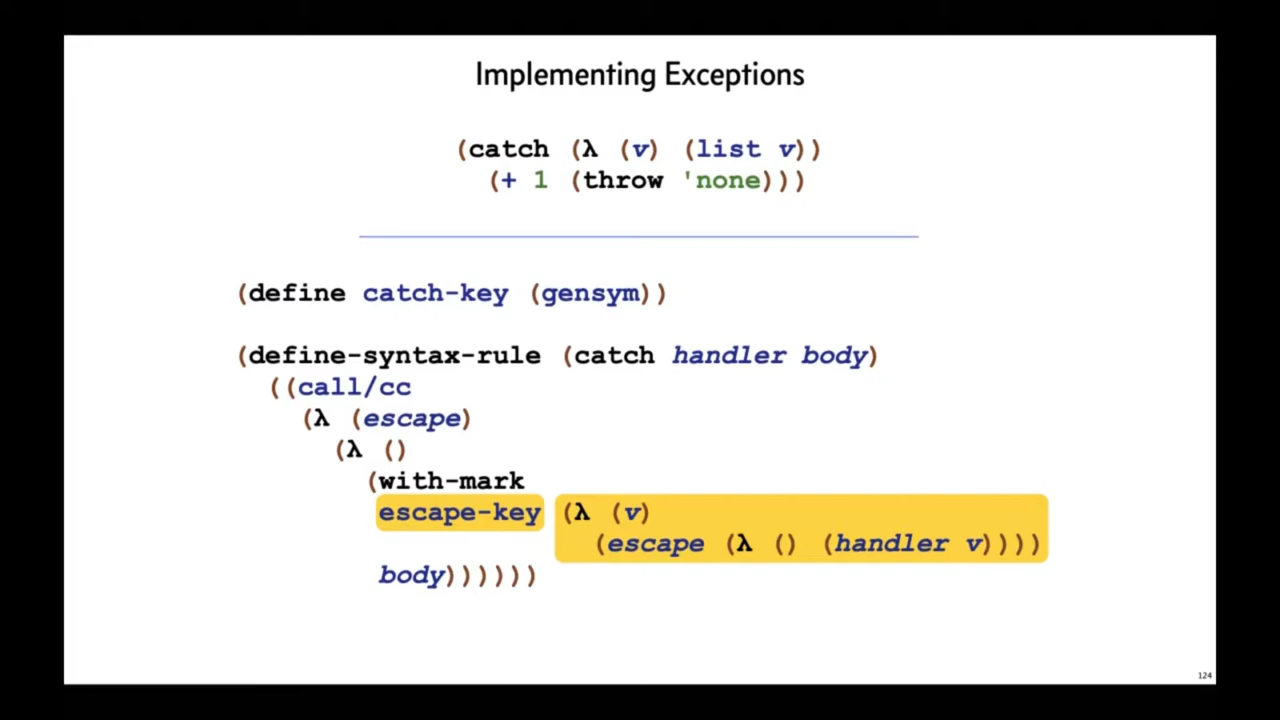 Implementing Exceptions
(catch (λ (v) (list v))
(+ 1 (throw 'none)))
(define catch-key (gensym))
(define-syntax-rule (catch handler body)
((call/cc
(λ (escape)
(λ ()
(with-mark
escape-key (λ (v)
(escape (λ () (handler v))))
body))))))
124